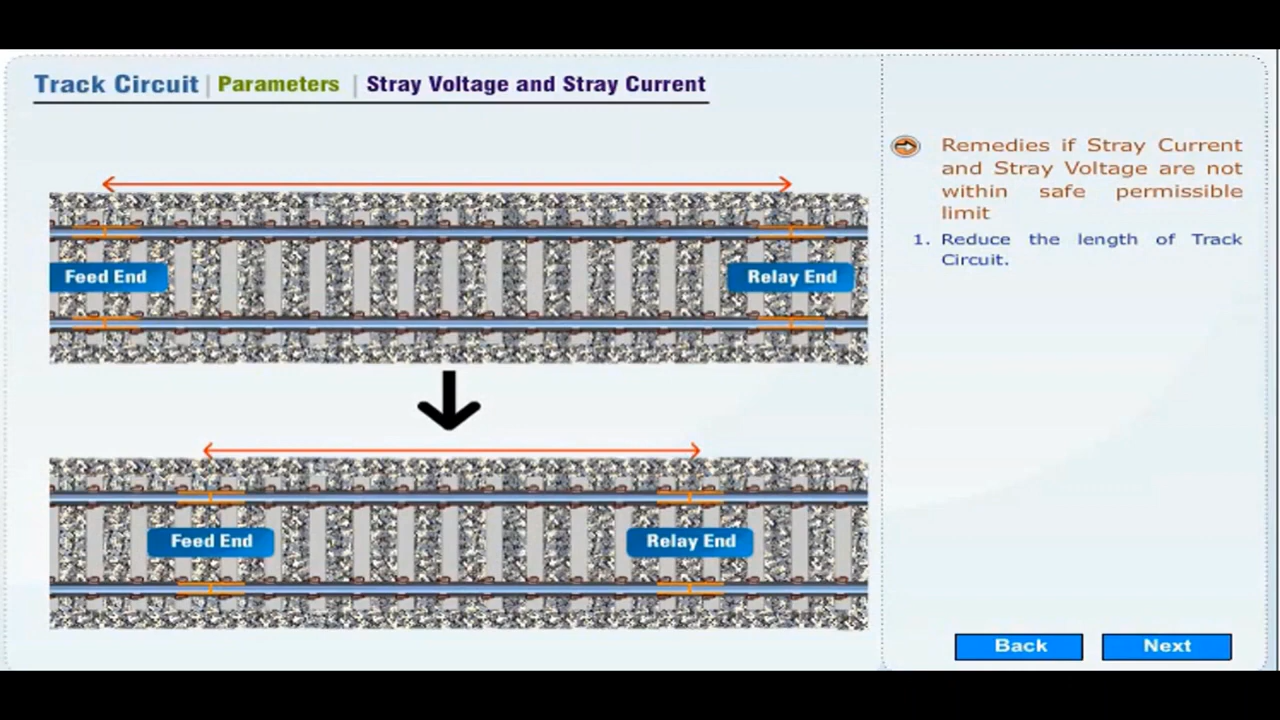 Track Circuit | Parameters | Stray Voltage and Stray Current
Remedies if Stray Current
and Stray Voltage are not
within safe permissible
limit
1. Reduce the length of Track
Circuit.
Feed End
Relay End
Feed End
Relay End
Back
Next